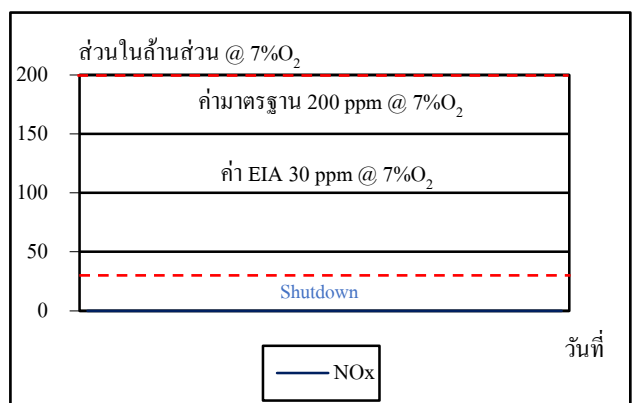 ส่วนในล้านส่วน @ 7%O₂
200
ค่ามาตรฐาน 200 ppm @ 7%O₂
150
ค่า EIA 30 ppm @ 7%O₂
100
50
Shutdown
0
วันที่
NOx